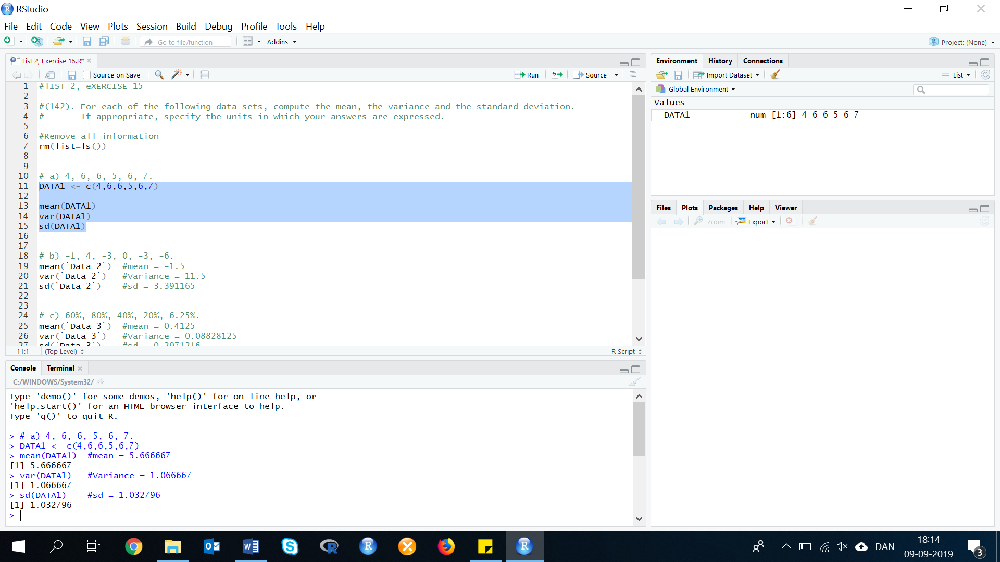 RStudio
File Edit Code View Plots Session Build Debug Profile Tools Help
Go to file/function Addins Project: (None)
List 2, Exercise 15.R*
Source on Save Run Source
1 #lIST 2, eXERCISE 15
2
3 #(142). For each of the following data sets, compute the mean, the variance and the standard deviation.
4 # If appropriate, specify the units in which your answers are expressed.
5
6 #Remove all information
7 rm(list=ls())
8
9
10 # a) 4, 6, 6, 5, 6, 7.
11 DATA1 <- c(4,6,6,5,6,7)
12
13 mean(DATA1)
14 var(DATA1)
15 sd(DATA1)
16
17
18 # b) -1, 4, -3, 0, -3, -6.
19 mean(`Data 2`) #mean = -1.5
20 var(`Data 2`) #Variance = 11.5
21 sd(`Data 2`) #sd = 3.391165
22
23
24 # c) 60%, 80%, 40%, 20%, 6.25%.
25 mean(`Data 3`) #mean = 0.4125
26 var(`Data 3`) #Variance = 0.08828125
27 sd(`Data 3`) #sd = 0.2971216
11:1 (Top Level) R Script
Console Terminal
C:/WINDOWS/System32/
Type 'demo()' for some demos, 'help()' for on-line help, or
'help.start()' for an HTML browser interface to help.
Type 'q()' to quit R.
> # a) 4, 6, 6, 5, 6, 7.
> DATA1 <- c(4,6,6,5,6,7)
> mean(DATA1) #mean = 5.666667
[1] 5.666667
> var(DATA1) #Variance = 1.066667
[1] 1.066667
> sd(DATA1) #sd = 1.032796
[1] 1.032796
>
Environment History Connections
Import Dataset List
Global Environment
Values
DATA1 num [1:6] 4 6 6 5 6 7
Files Plots Packages Help Viewer
Zoom Export
DAN
18:14
09-09-2019
3